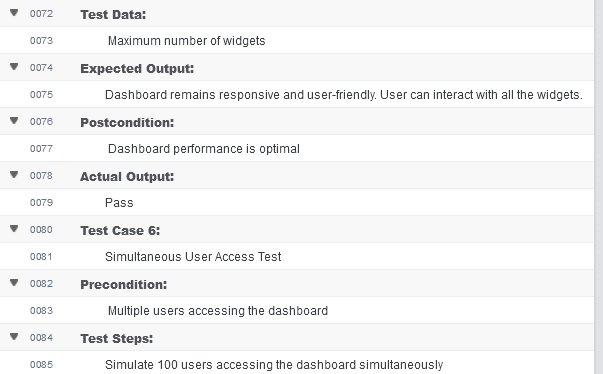 0072 Test Data:
0073 Maximum number of widgets
0074 Expected Output:
0075 Dashboard remains responsive and user-friendly. User can interact with all the widgets.
0076 Postcondition:
0077 Dashboard performance is optimal
0078 Actual Output:
0079 Pass
0080 Test Case 6:
0081 Simultaneous User Access Test
0082 Precondition:
0083 Multiple users accessing the dashboard
0084 Test Steps:
0085 Simulate 100 users accessing the dashboard simultaneously